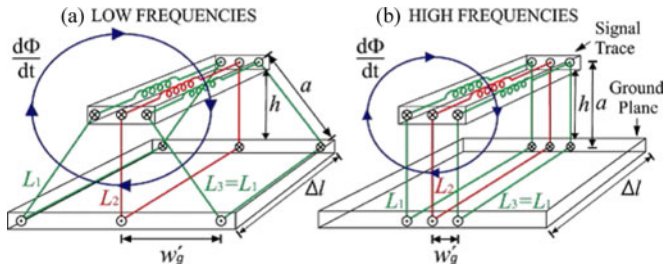 (a) LOW FREQUENCIES
(b) HIGH FREQUENCIES
dΦ
dt
h
a
L₁
L₂
L₃=L₁
Δl
w'g
dΦ
dt
Signal
Trace
Ground
Plane
h
a
L₁
L₂
L₃=L₁
Δl
w'g